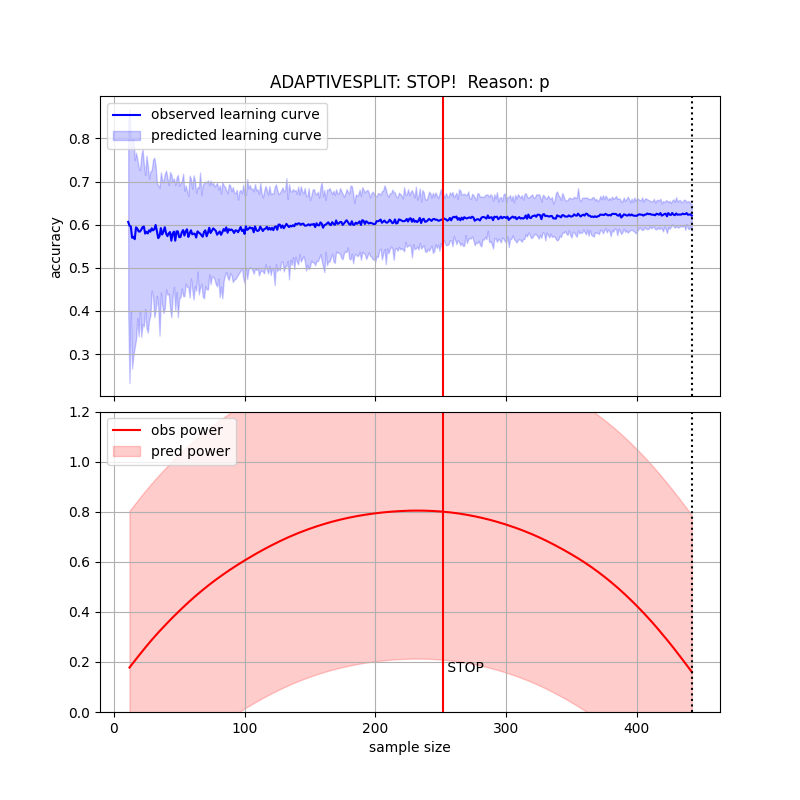 ADAPTIVESPLIT: STOP!  Reason: p
observed learning curve
predicted learning curve
accuracy
0.8
0.7
0.6
0.5
0.4
0.3
obs power
pred power
1.2
1.0
0.8
0.6
0.4
0.2
0.0
STOP
0
100
200
300
400
sample size